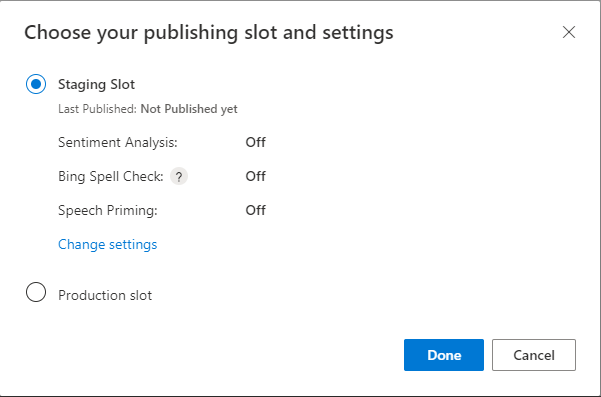 Choose your publishing slot and settings
Staging Slot
Last Published: Not Published yet
Sentiment Analysis: Off
Bing Spell Check: ? Off
Speech Priming: Off
Change settings
Production slot
Done Cancel